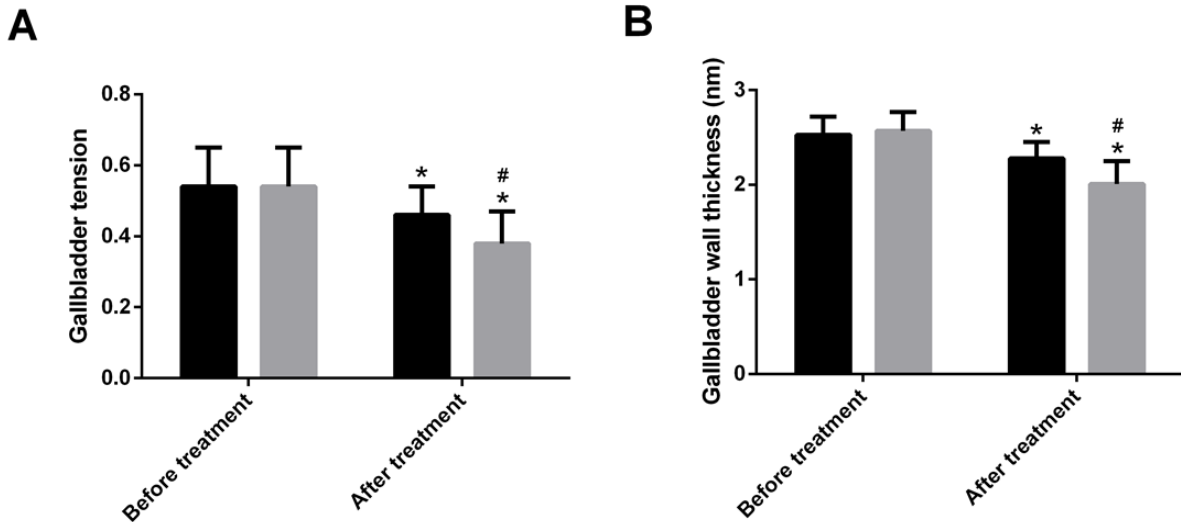 A
Gallbladder tension
0.8
0.6
0.4
0.2
0.0
*
#
*
Before treatment
After treatment
B
Gallbladder wall thickness (nm)
3
2
1
0
*
#
*
Before treatment
After treatment